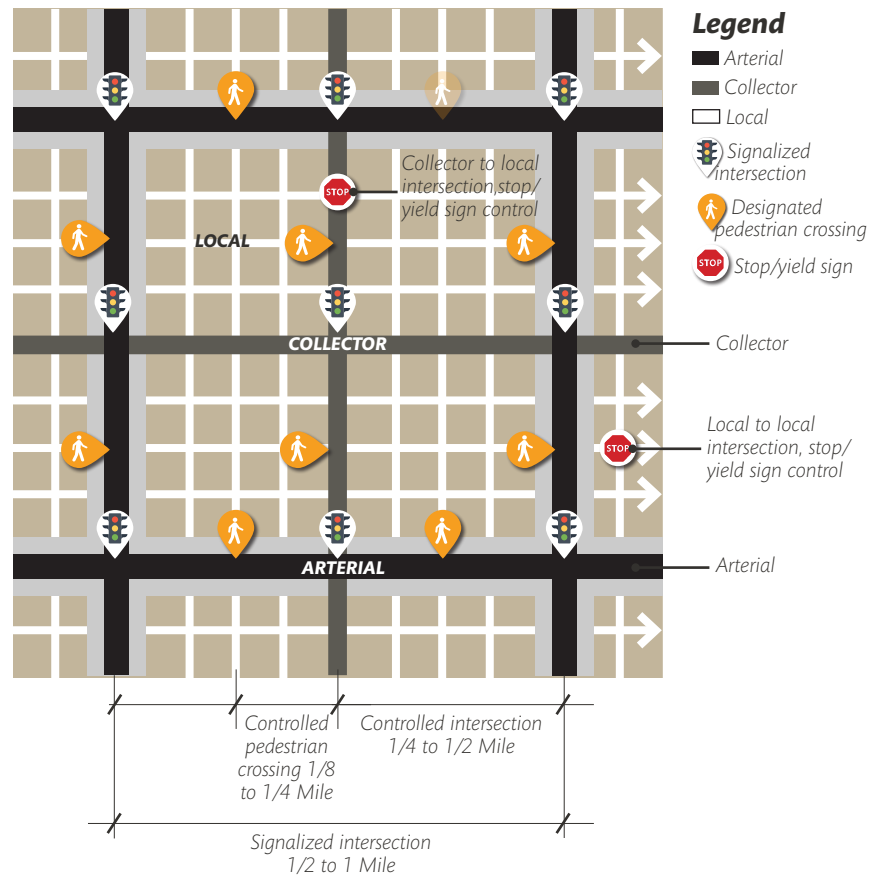 Legend
Arterial
Collector
Local
Signalized
intersection
Designated
pedestrian crossing
STOP
Stop/yield sign
Collector to local
intersection,stop/
yield sign control
STOP
LOCAL
COLLECTOR
Collector
Local to local
intersection, stop/
yield sign control
STOP
ARTERIAL
Arterial
Controlled
pedestrian
crossing 1/8
to 1/4 Mile
Controlled intersection
1/4 to 1/2 Mile
Signalized intersection
1/2 to 1 Mile